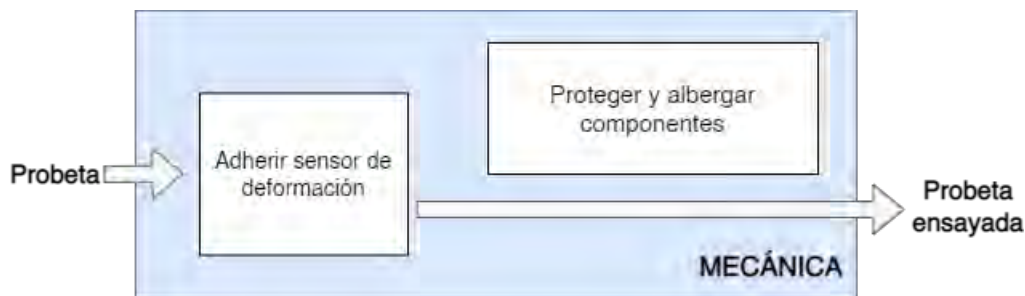 Probeta
Adherir sensor de
deformación
Proteger y albergar
componentes
Probeta
ensayada
MECÁNICA